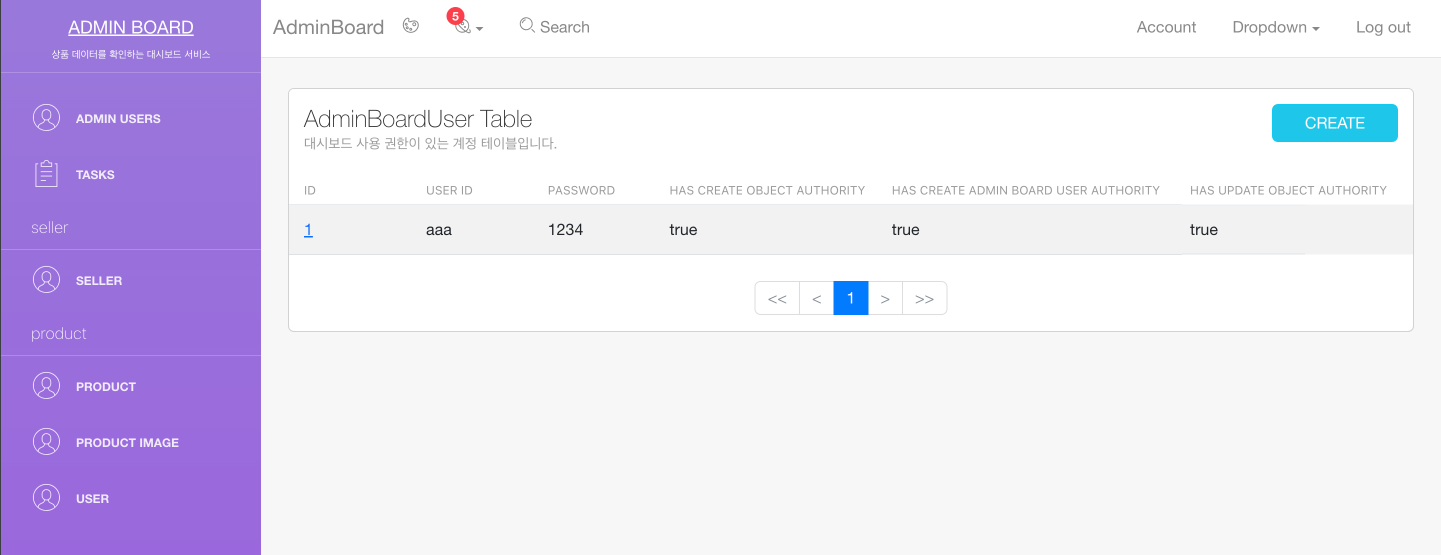 ADMIN BOARD
상품 데이터를 확인하는 대시보드 서비스
ADMIN USERS
TASKS
seller
SELLER
product
PRODUCT
PRODUCT IMAGE
USER
AdminBoard 5 Search Account Dropdown Log out
AdminBoardUser Table
대시보드 사용 권한이 있는 계정 테이블입니다.
CREATE
ID USER ID PASSWORD HAS CREATE OBJECT AUTHORITY HAS CREATE ADMIN BOARD USER AUTHORITY HAS UPDATE OBJECT AUTHORITY
1 aaa 1234 true true true
<< < 1 > >>